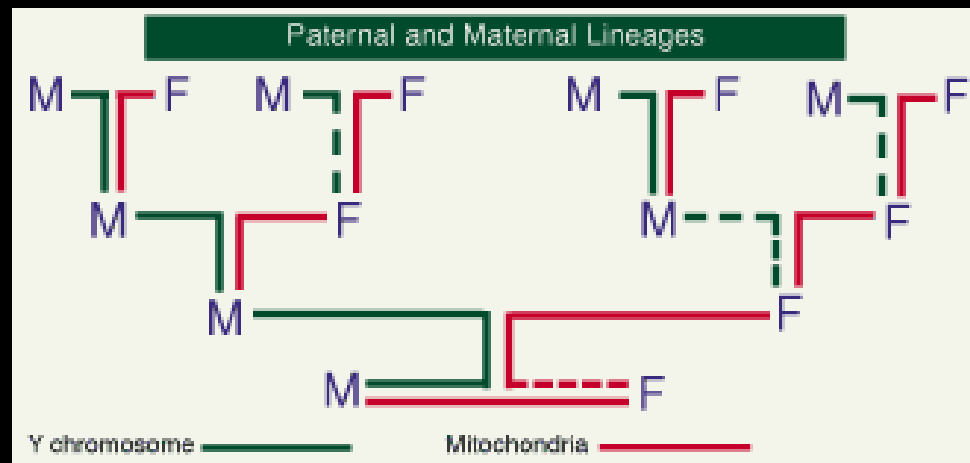 Paternal and Maternal Lineages
M F M F M F M F
M F M F
M F
M F
Y chromosome Mitochondria